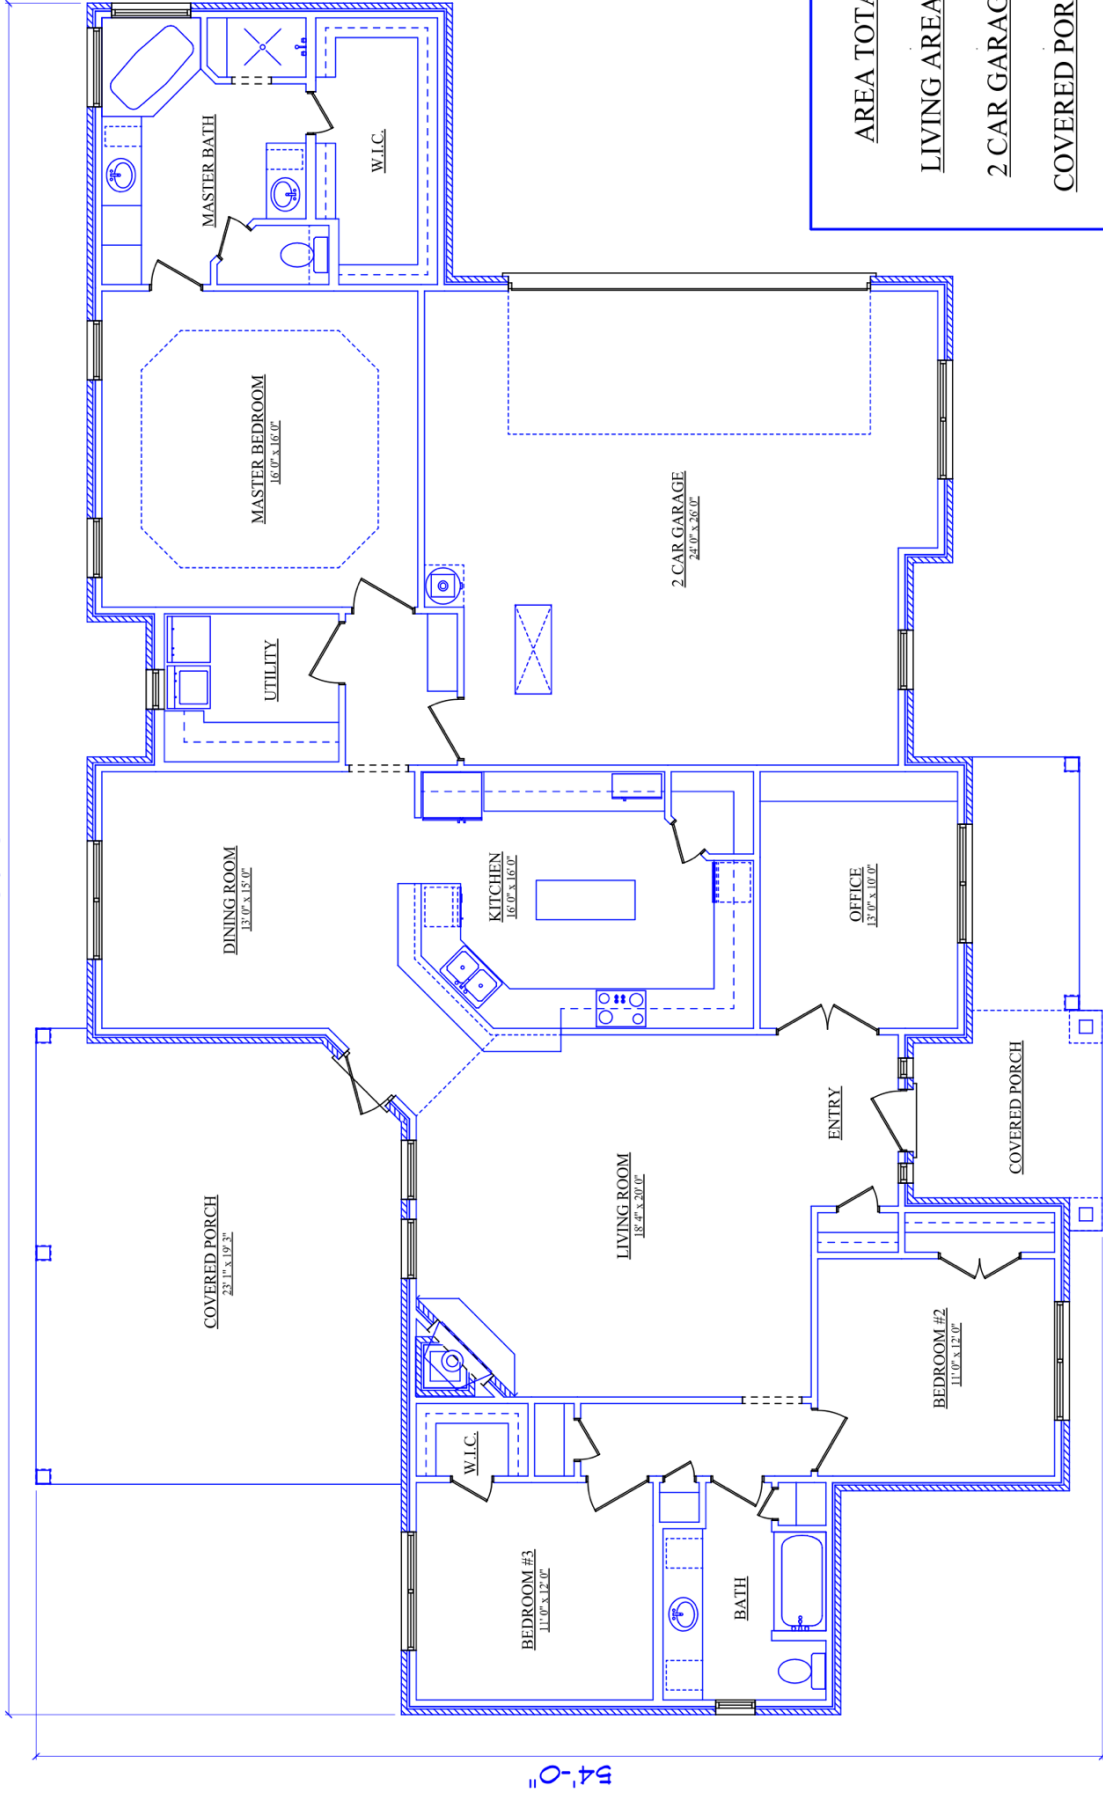 COVERED PORCH
23' 1" x 19' 3"
DINING ROOM
13' 0" x 15' 0"
UTILITY
MASTER BEDROOM
16' 0" x 16' 0"
MASTER BATH
W.I.C.
W.I.C.
BEDROOM #3
11' 0" x 12' 0"
BATH
LIVING ROOM
18' 4" x 20' 0"
KITCHEN
16' 0" x 16' 0"
2 CAR GARAGE
24' 0" x 26' 0"
ENTRY
OFFICE
13' 0" x 10' 0"
BEDROOM #2
11' 0" x 12' 0"
COVERED PORCH
AREA TOTA
LIVING AREA
2 CAR GARAG
COVERED POR
54'-0"